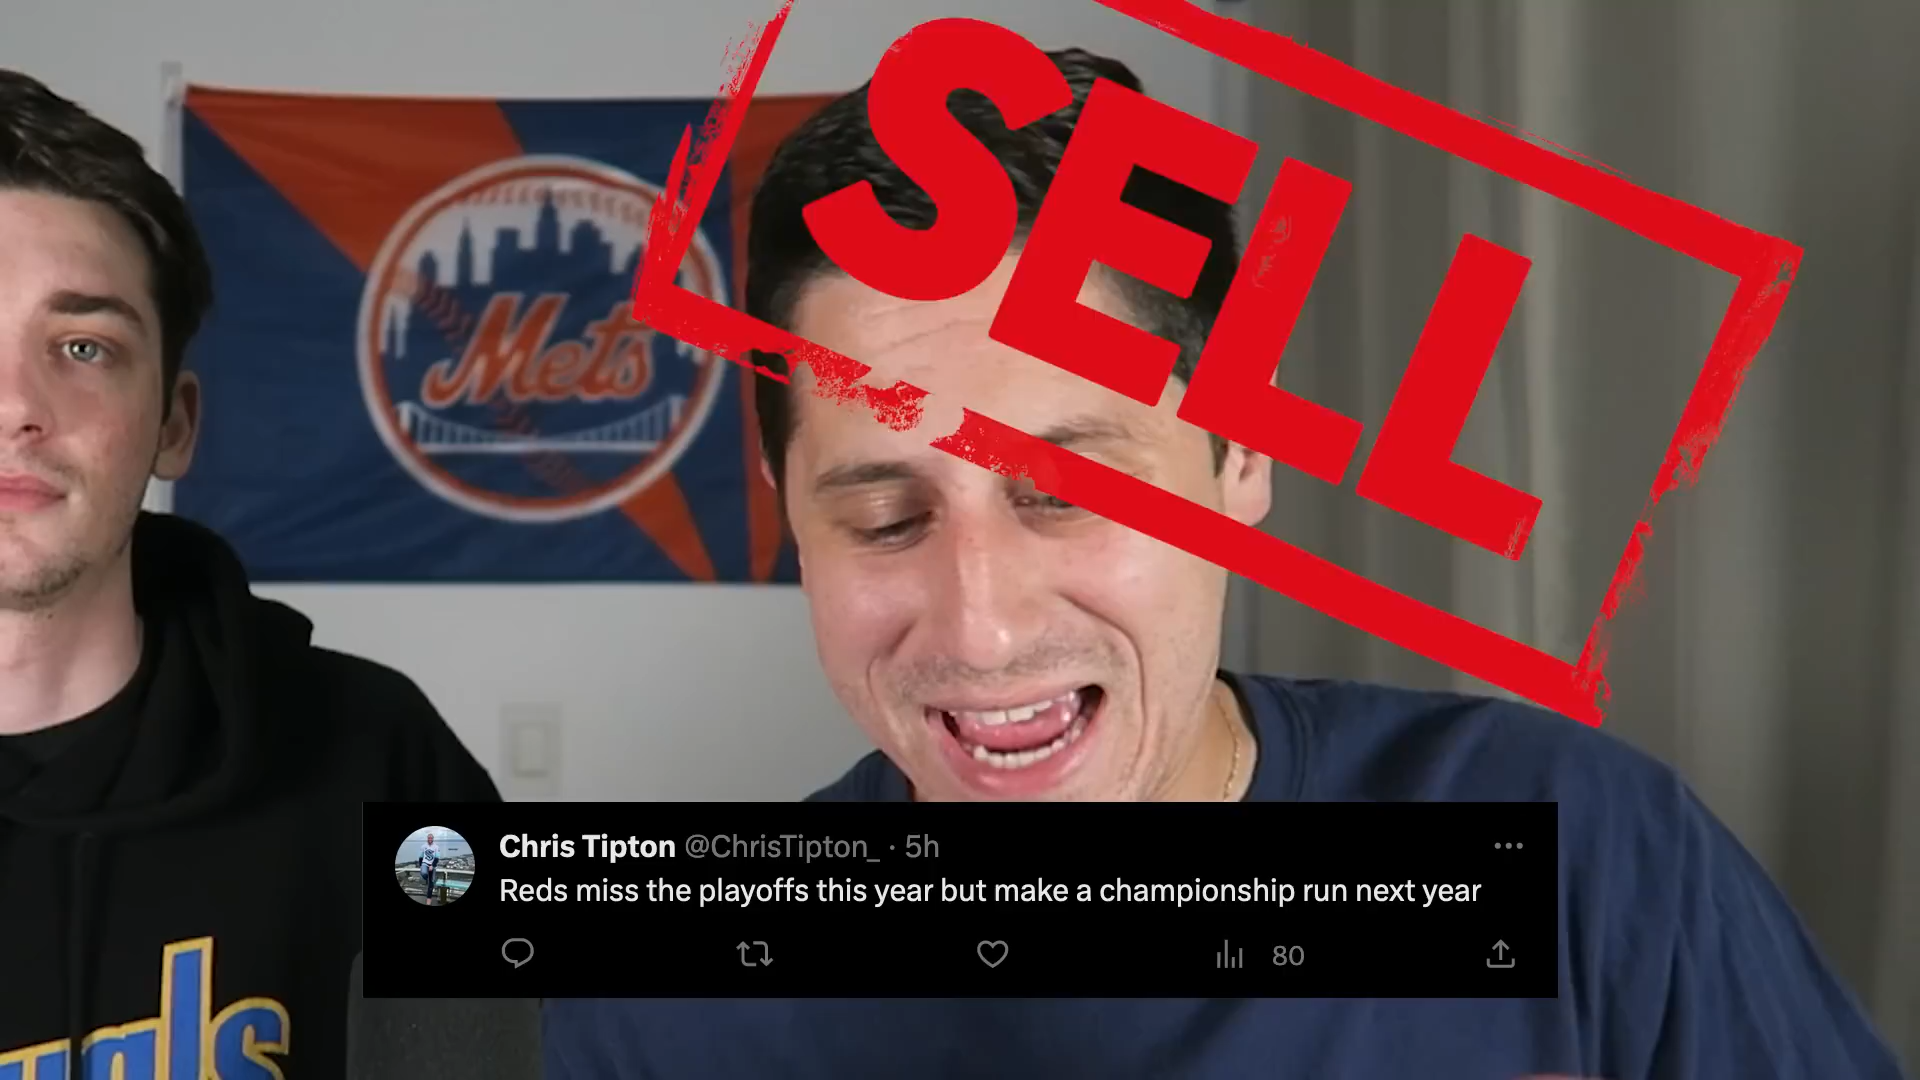 SELL
Mets
Chris Tipton @ChrisTipton_ · 5h
Reds miss the playoffs this year but make a championship run next year
80